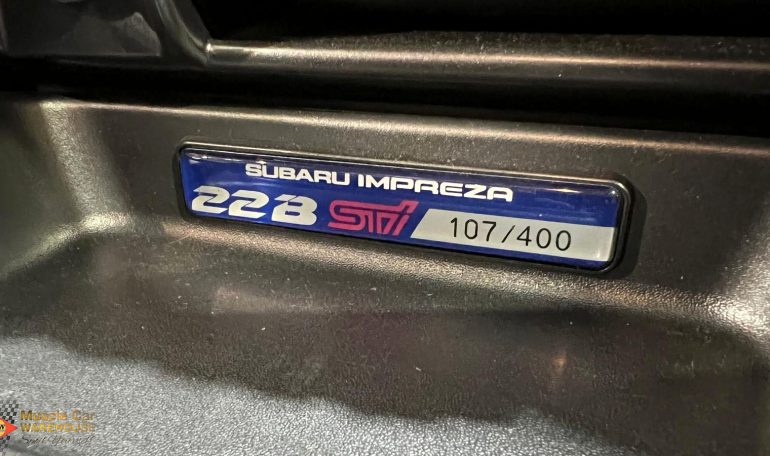 SUBARU IMPREZA
22B STi 107/400
Muscle Car
WAREHOUSE